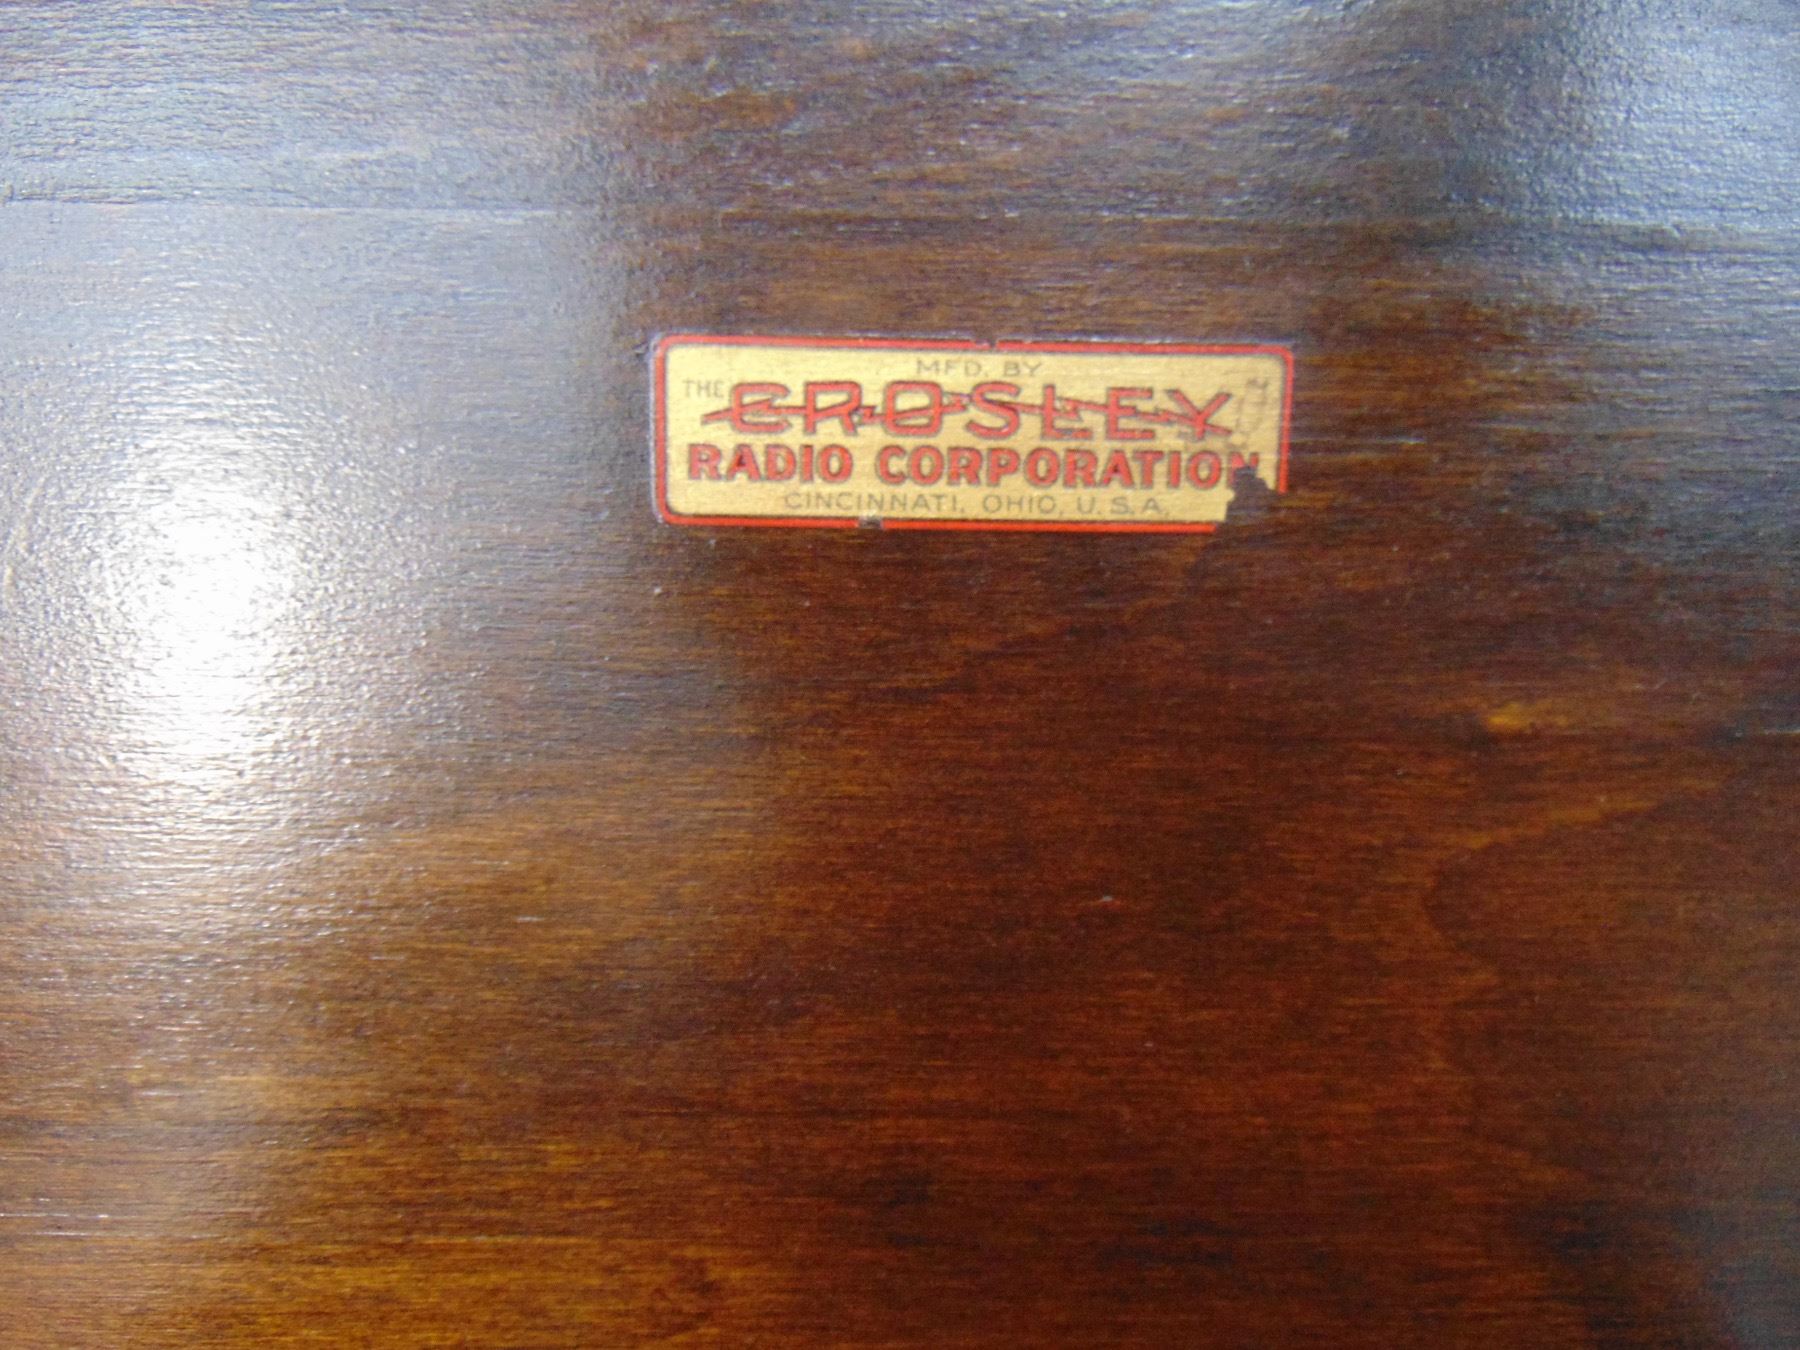 MFD. BY
THE CROSLEY
RADIO CORPORATION
CINCINNATI, OHIO, U.S.A.